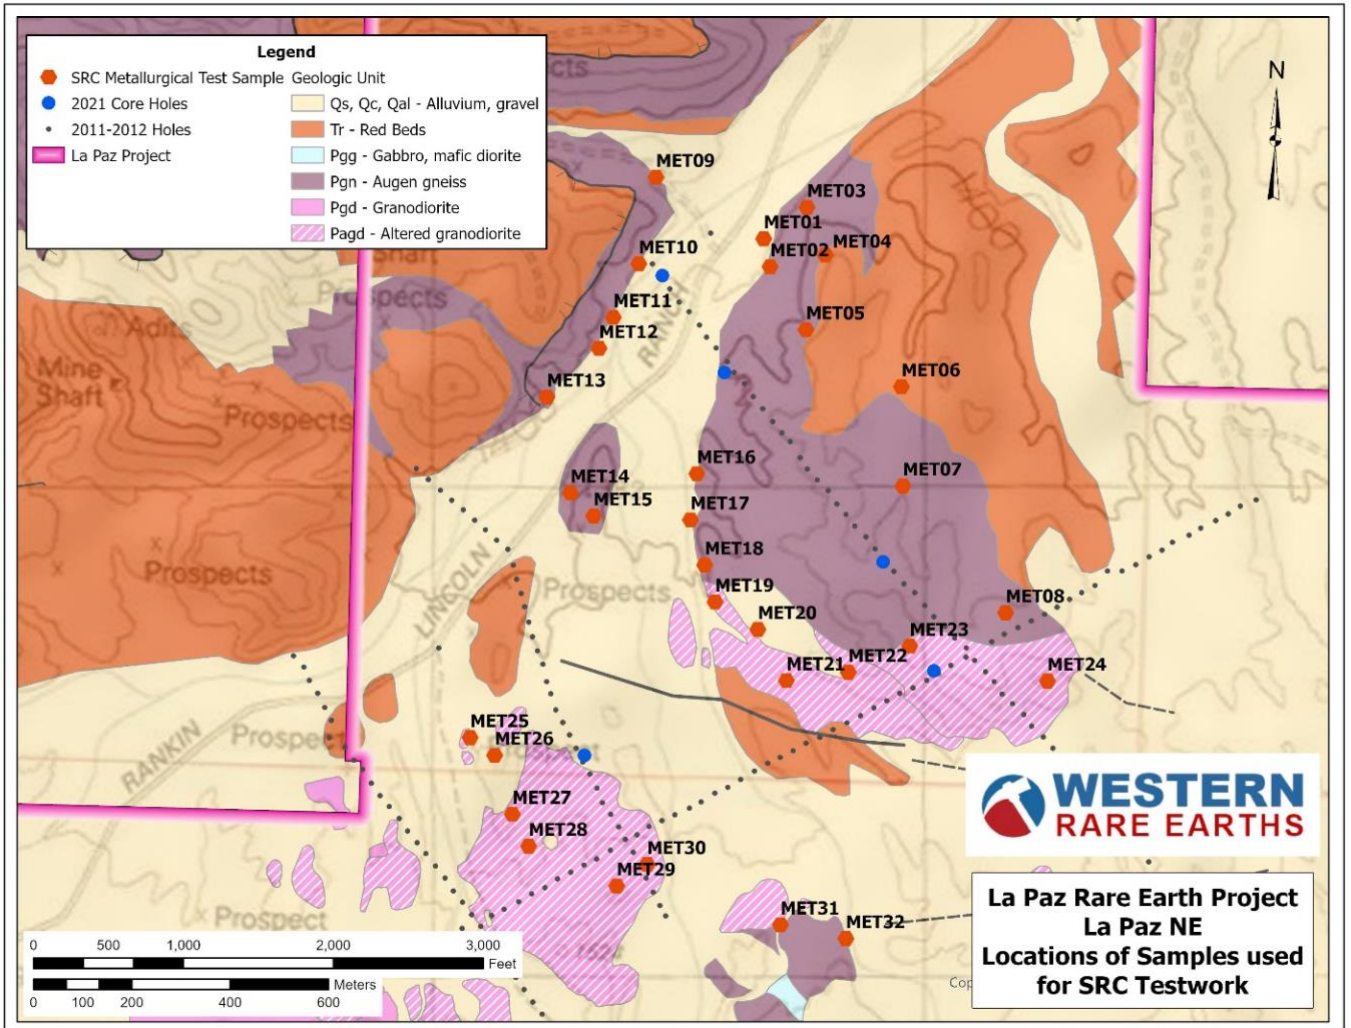 Legend
SRC Metallurgical Test Sample
2021 Core Holes
2011-2012 Holes
La Paz Project
Geologic Unit
Qs, Qc, Qal - Alluvium, gravel
Tr - Red Beds
Pgg - Gabbro, mafic diorite
Pgn - Augen gneiss
Pgd - Granodiorite
Pagd - Altered granodiorite
N
MET09
MET03
MET01
MET04
MET02
MET10
Shaft
Prospects
MET11
MET05
Adits
MET12
RANCH
Mine
Shaft
MET13
MET06
Prospects
MET16
MET14
MET07
MET15
MET17
MET18
Prospects
LINCOLN
Prospects
MET19
MET08
MET20
MET23
MET22
MET21
MET24
MET25
MET26
Prospect
RANKIN
MET27
MET28
MET30
MET29
MET31
MET32
Prospect
WESTERN
RARE EARTHS
La Paz Rare Earth Project
La Paz NE
Locations of Samples used
for SRC Testwork
0 500 1,000 2,000 3,000
Feet
Meters
0 100 200 400 600